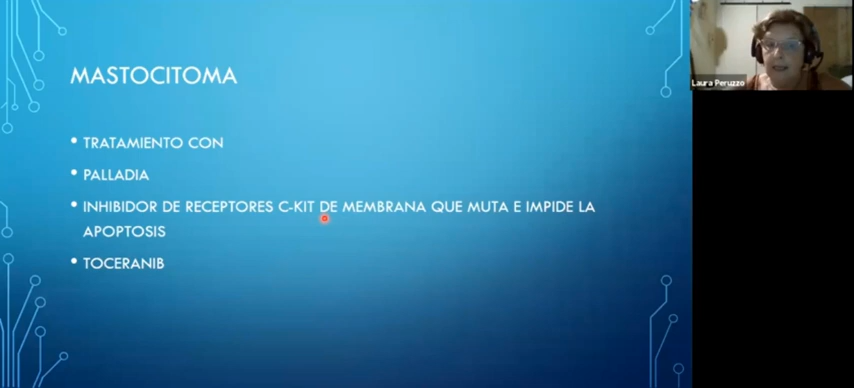 MASTOCITOMA
• TRATAMIENTO CON
• PALLADIA
• INHIBIDOR DE RECEPTORES C-KIT DE MEMBRANA QUE MUTA E IMPIDE LA
APOPTOSIS
• TOCERANIB
Laura Peruzzo